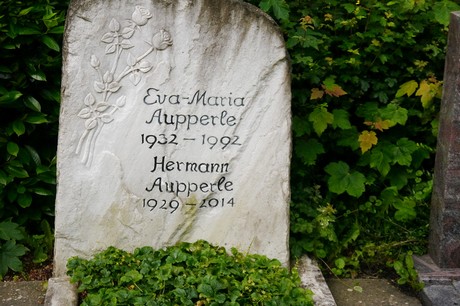 Eva-Maria
Aupperle
1932 - 1992
Hermann
Aupperle
1929 - 2014